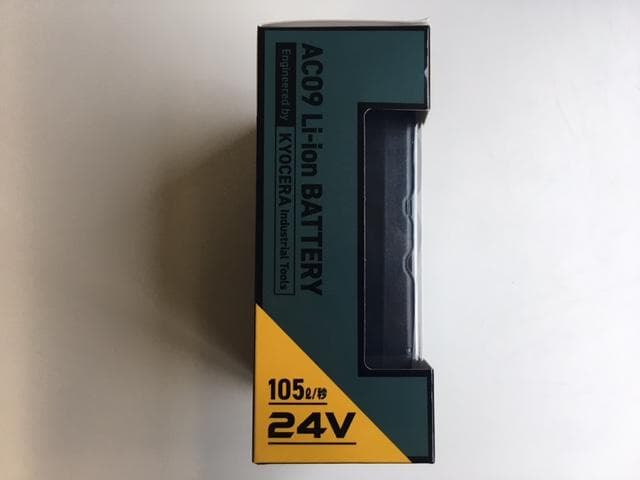 AC09 Li-ion BATTERY
Engineered by KYOCERA Industrial Tools
105ℓ/秒
24V